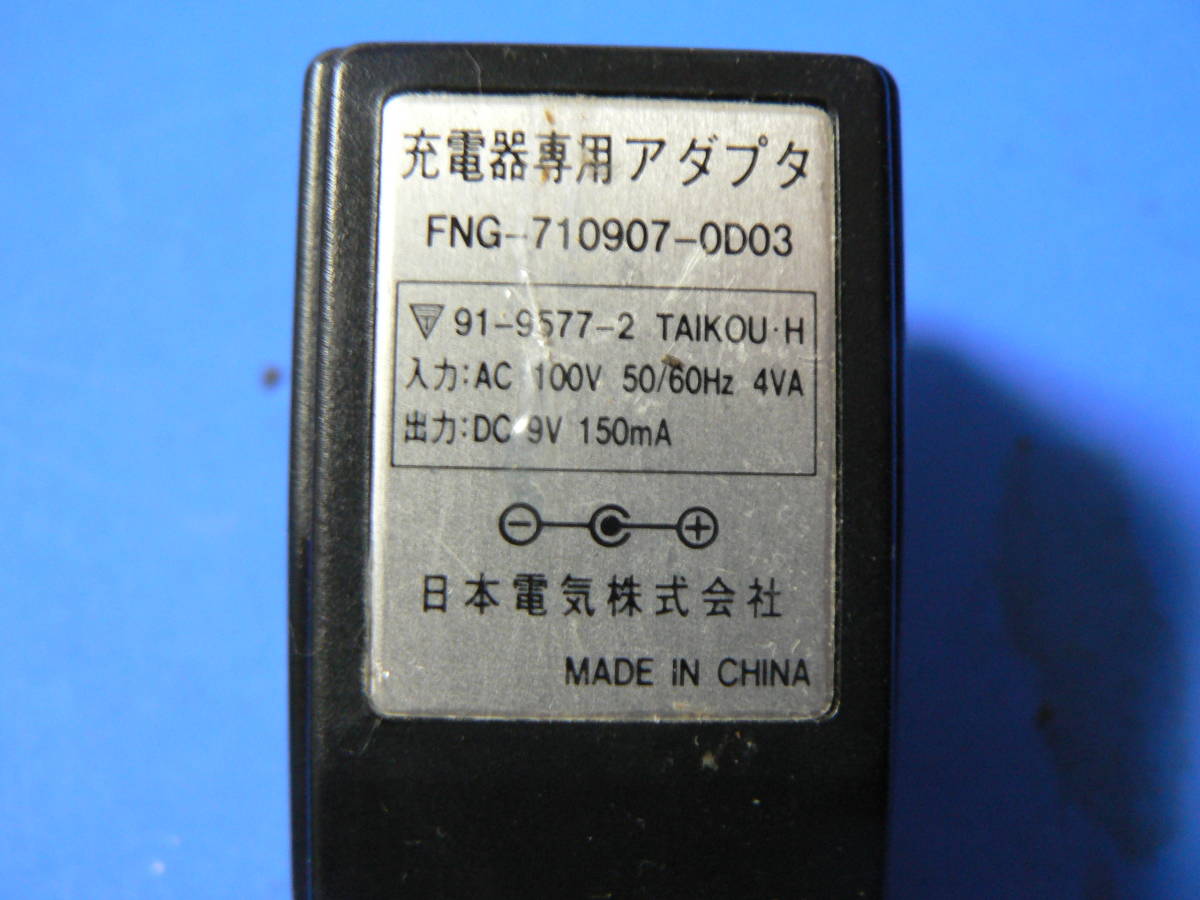 充電器専用アダプタ
FNG-710907-0D03
91-9577-2 TAIKOU・H
入力:AC 100V 50/60Hz 4VA
出力:DC 9V 150mA
日本電気株式会社
MADE IN CHINA